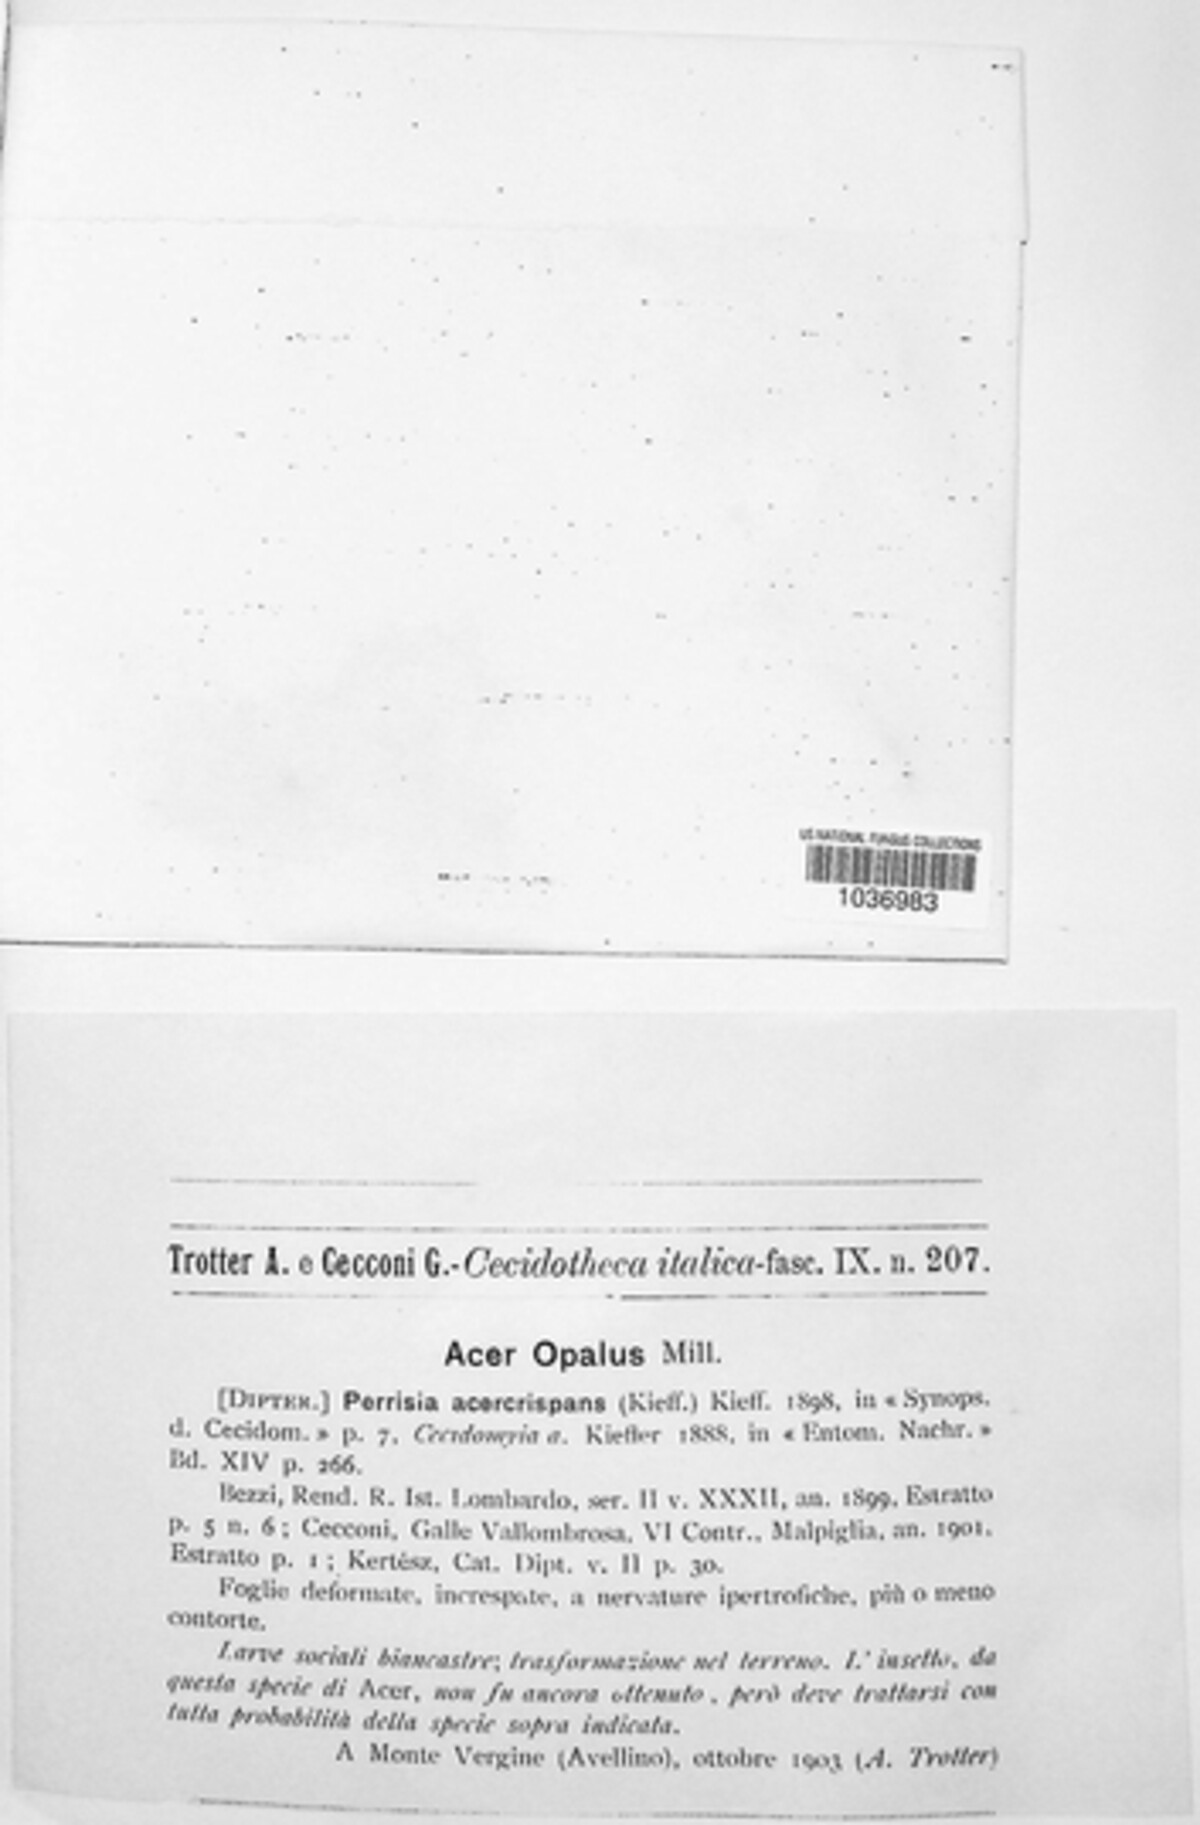 US NATIONAL FUNGUS COLLECTIONS
1036983
Trotter A. e Cecconi G.-Cecidotheca italica-fasc. IX. n. 207.
Acer Opalus Mill.
[DIPTER.] Perrisia acercrispans (Kieff.) Kieff. 1898, in « Synops.
d. Cecidom. » p. 7, Cecidomyia a. Kieffer 1888, in « Entom. Nachr. »
Bd. XIV p. 266.
Bezzi, Rend. R. Ist. Lombardo, ser. II v. XXXII, an. 1899, Estratto
p. 5 n. 6; Cecconi, Galle Vallombrosa, VI Contr., Malpighia, an. 1901,
Estratto p. 1; Kertész, Cat. Dipt. v. II p. 30.
Foglie deformate, increspate, a nervature ipertrofiche, più o meno
contorte.
Larve sociali biancastre; trasformazione nel terreno. L' insetto, da
questa specie di Acer, non fu ancora ottenuto, però deve trattarsi con
tutta probabilità della specie sopra indicata.
A Monte Vergine (Avellino), ottobre 1903 (A. Trotter)